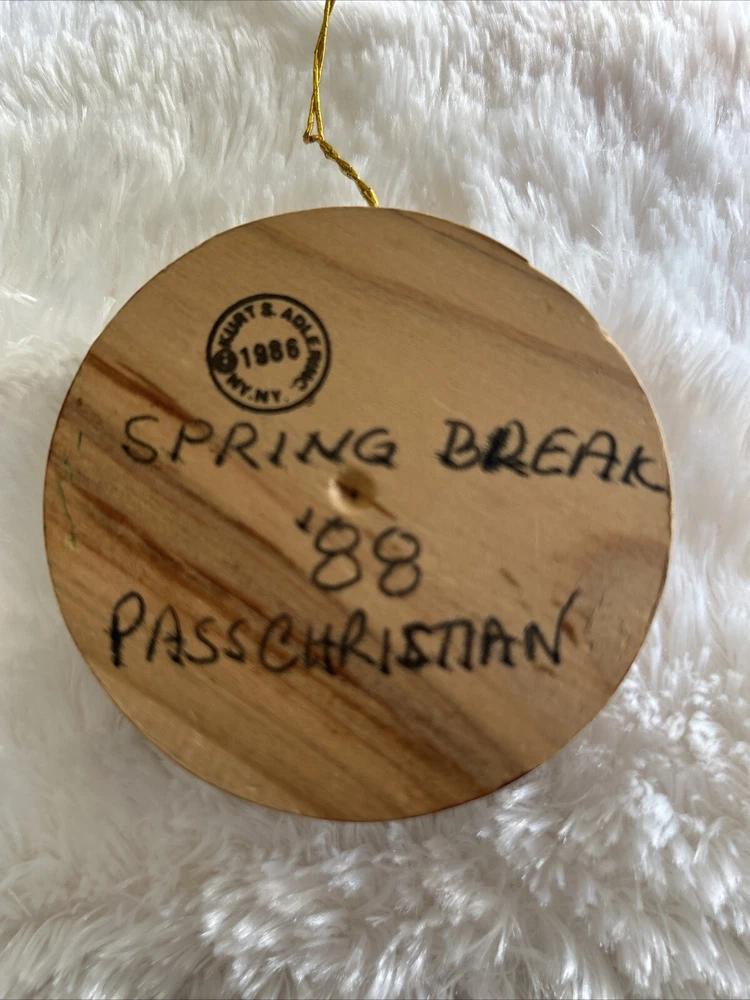 © KURT S. ADLER INC.
1986
NY. NY.
SPRING BREAK
'88
PASSCHRISTIAN